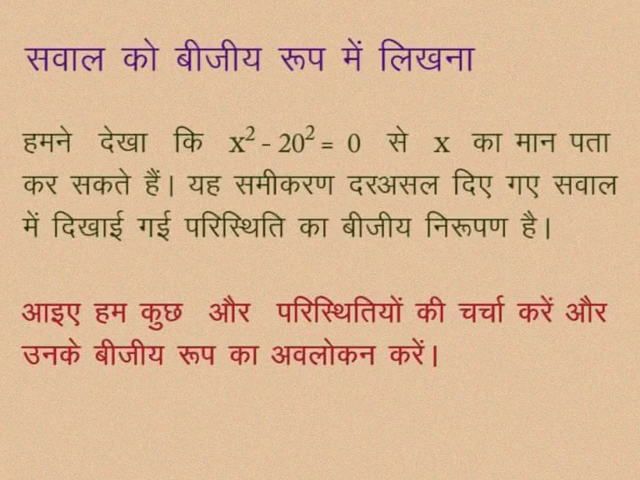 सवाल को बीजीय रूप में लिखना
हमने देखा कि x² - 20² = 0 से x का मान पता
कर सकते हैं। यह समीकरण दरअसल दिए गए सवाल
में दिखाई गई परिस्थिति का बीजीय निरूपण है।
आइए हम कुछ और परिस्थितियों की चर्चा करें और
उनके बीजीय रूप का अवलोकन करें।